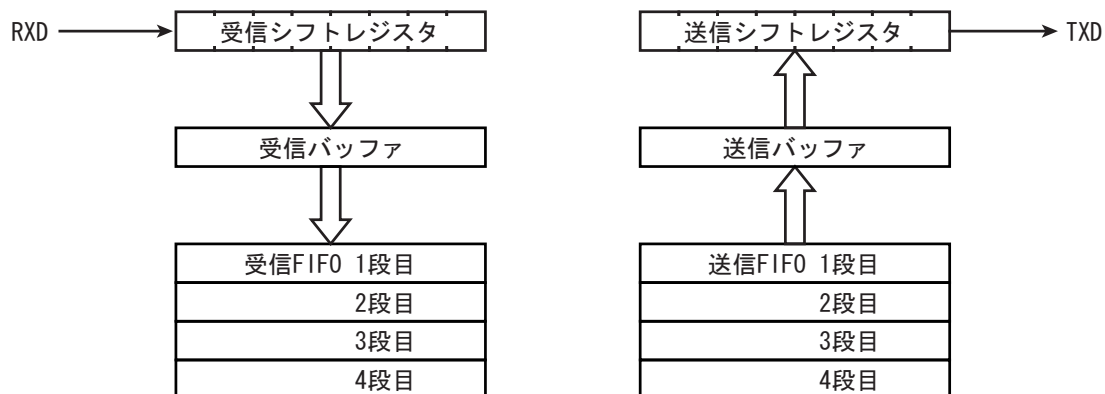 RXD
受信シフトレジスタ
受信バッファ
受信FIFO 1段目
2段目
3段目
4段目
送信シフトレジスタ
TXD
送信バッファ
送信FIFO 1段目
2段目
3段目
4段目